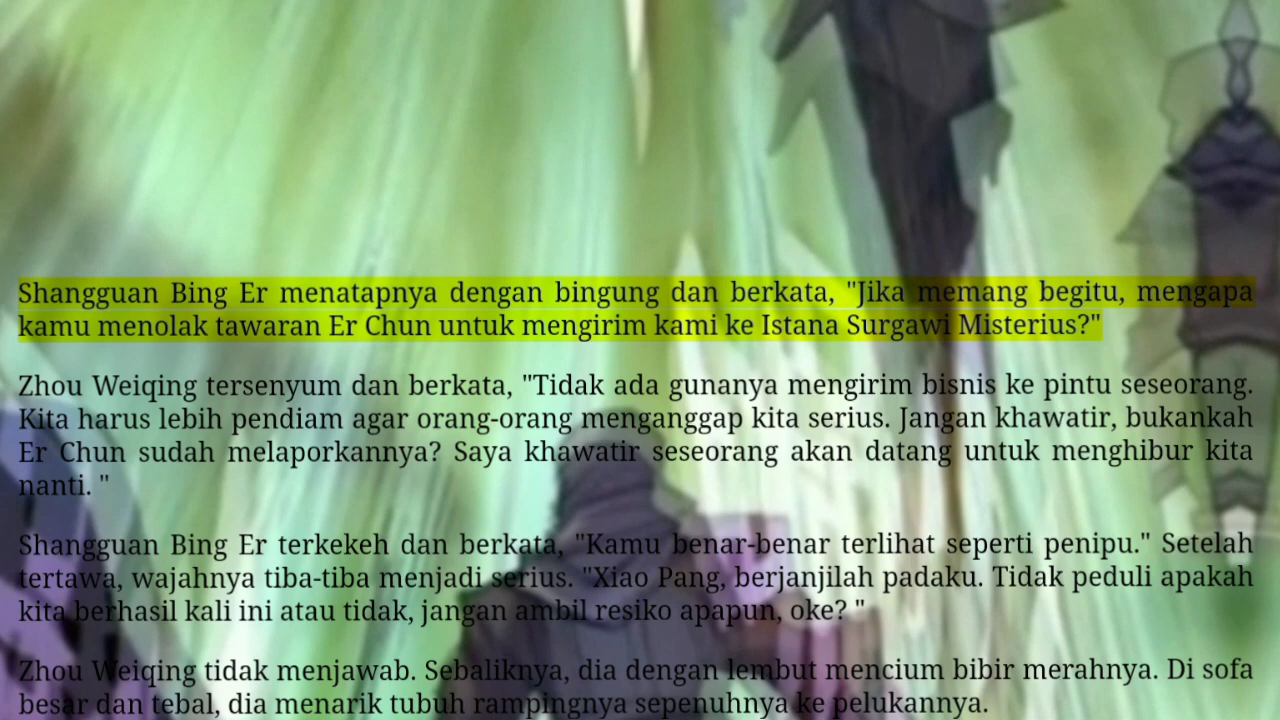 Shangguan Bing Er menatapnya dengan bingung dan berkata, "Jika memang begitu, mengapa
kamu menolak tawaran Er Chun untuk mengirim kami ke Istana Surgawi Misterius?"
Zhou Weiqing tersenyum dan berkata, "Tidak ada gunanya mengirim bisnis ke pintu seseorang.
Kita harus lebih pendiam agar orang-orang menganggap kita serius. Jangan khawatir, bukankah
Er Chun sudah melaporkannya? Saya khawatir seseorang akan datang untuk menghibur kita
nanti. "
Shangguan Bing Er terkekeh dan berkata, "Kamu benar-benar terlihat seperti penipu." Setelah
tertawa, wajahnya tiba-tiba menjadi serius. "Xiao Pang, berjanjilah padaku. Tidak peduli apakah
kita berhasil kali ini atau tidak, jangan ambil resiko apapun, oke? "
Zhou Weiqing tidak menjawab. Sebaliknya, dia dengan lembut mencium bibir merahnya. Di sofa
besar dan tebal, dia menarik tubuh rampingnya sepenuhnya ke pelukannya.